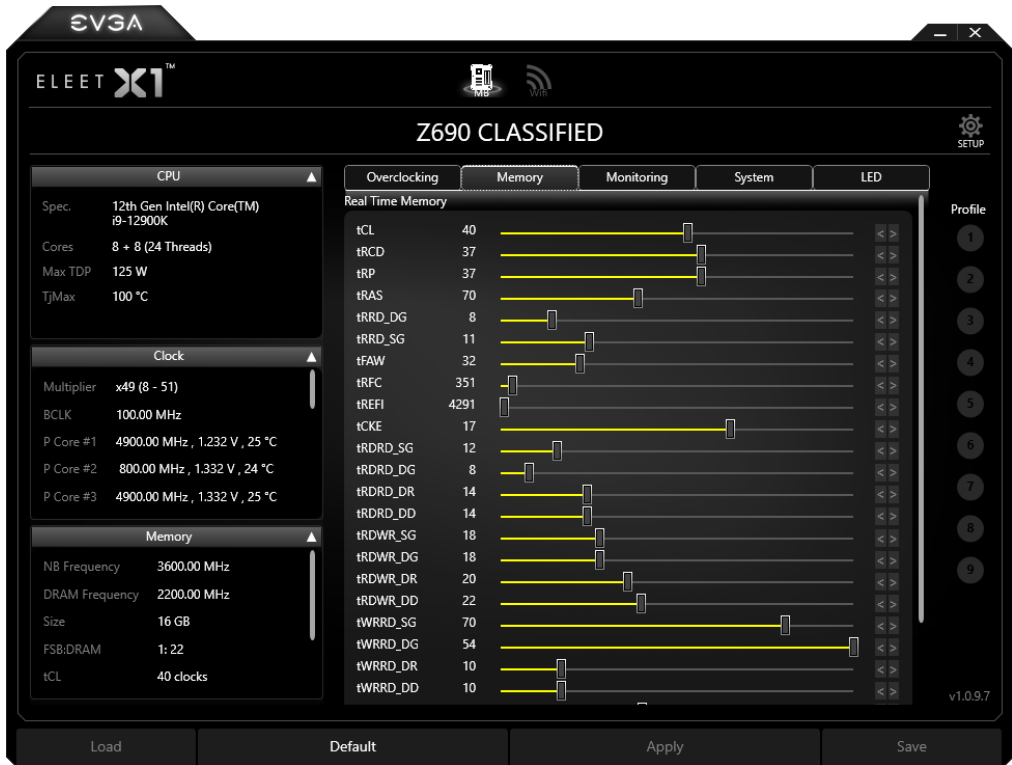 EVGA
ELEET X1™
MB
Wifi
Z690 CLASSIFIED
SETUP
CPU
Spec. 12th Gen Intel(R) Core(TM)
i9-12900K
Cores 8 + 8 (24 Threads)
Max TDP 125 W
TjMax 100 °C
Clock
Multiplier x49 (8 - 51)
BCLK 100.00 MHz
P Core #1 4900.00 MHz , 1.232 V , 25 °C
P Core #2 800.00 MHz , 1.332 V , 24 °C
P Core #3 4900.00 MHz , 1.332 V , 25 °C
Memory
NB Frequency 3600.00 MHz
DRAM Frequency 2200.00 MHz
Size 16 GB
FSB:DRAM 1: 22
tCL 40 clocks
Overclocking Memory Monitoring System LED
Real Time Memory
tCL 40 < >
tRCD 37 < >
tRP 37 < >
tRAS 70 < >
tRRD_DG 8 < >
tRRD_SG 11 < >
tFAW 32 < >
tRFC 351 < >
tREFI 4291 < >
tCKE 17 < >
tRDRD_SG 12 < >
tRDRD_DG 8 < >
tRDRD_DR 14 < >
tRDRD_DD 14 < >
tRDWR_SG 18 < >
tRDWR_DG 18 < >
tRDWR_DR 20 < >
tRDWR_DD 22 < >
tWRRD_SG 70 < >
tWRRD_DG 54 < >
tWRRD_DR 10 < >
tWRRD_DD 10 < >
Profile
1
2
3
4
5
6
7
8
9
v1.0.9.7
Load Default Apply Save